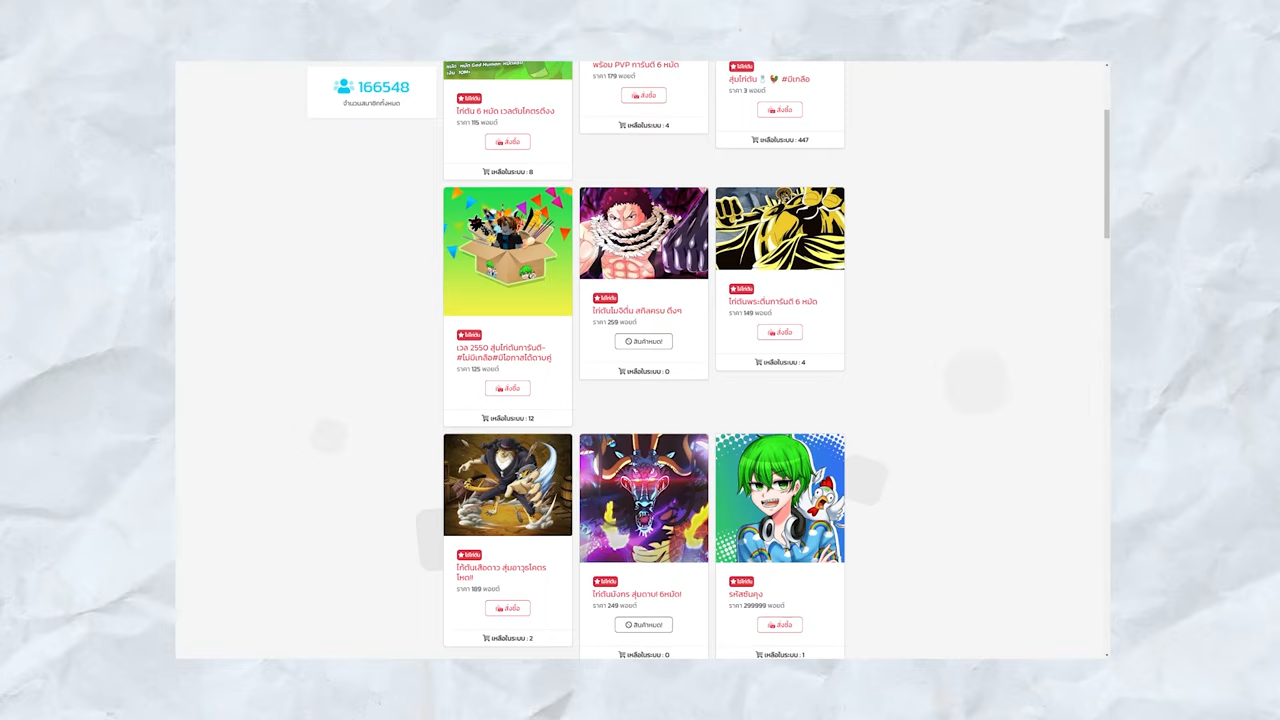 166548
จำนวนสมาชิกทั้งหมด
หมัด God Human หมัดแรง!
เงิน 10M+
ไก่ตัน
ไก่ตัน 6 หมัด เวลตันโคตรตึงงง
ราคา 115 พอยต์
สั่งซื้อ
เหลือในระบบ : 8
พร้อม PVP การันตี 6 หมัด
ราคา 179 พอยต์
สั่งซื้อ
เหลือในระบบ : 4
ไก่ตัน
สุ่มไก่ตัน 🧂 🐓 #มีเกลือ
ราคา 3 พอยต์
สั่งซื้อ
เหลือในระบบ : 447
ไก่ตัน
เวล 2550 สุ่มไก่ตันการันตี-
#ไม่มีเกลือ#มีโอกาสได้ดาบคู่
ราคา 125 พอยต์
สั่งซื้อ
เหลือในระบบ : 12
ไก่ตันโมจิตื่น สกิลครบ ตึงๆ
ราคา 259 พอยต์
สินค้าหมด!
เหลือในระบบ : 0
ไก่ตันพระตื่นการันตี 6 หมัด
ราคา 149 พอยต์
สั่งซื้อ
เหลือในระบบ : 4
ไก่ตันเสือดาว สุ่มอาวุธโคตร
โหด!!
ราคา 189 พอยต์
สั่งซื้อ
เหลือในระบบ : 2
ไก่ตันมังกร สุ่มดาบ! 6หมัด!
ราคา 249 พอยต์
สินค้าหมด!
เหลือในระบบ : 0
รหัสซันคุง
ราคา 299999 พอยต์
สั่งซื้อ
เหลือในระบบ : 1